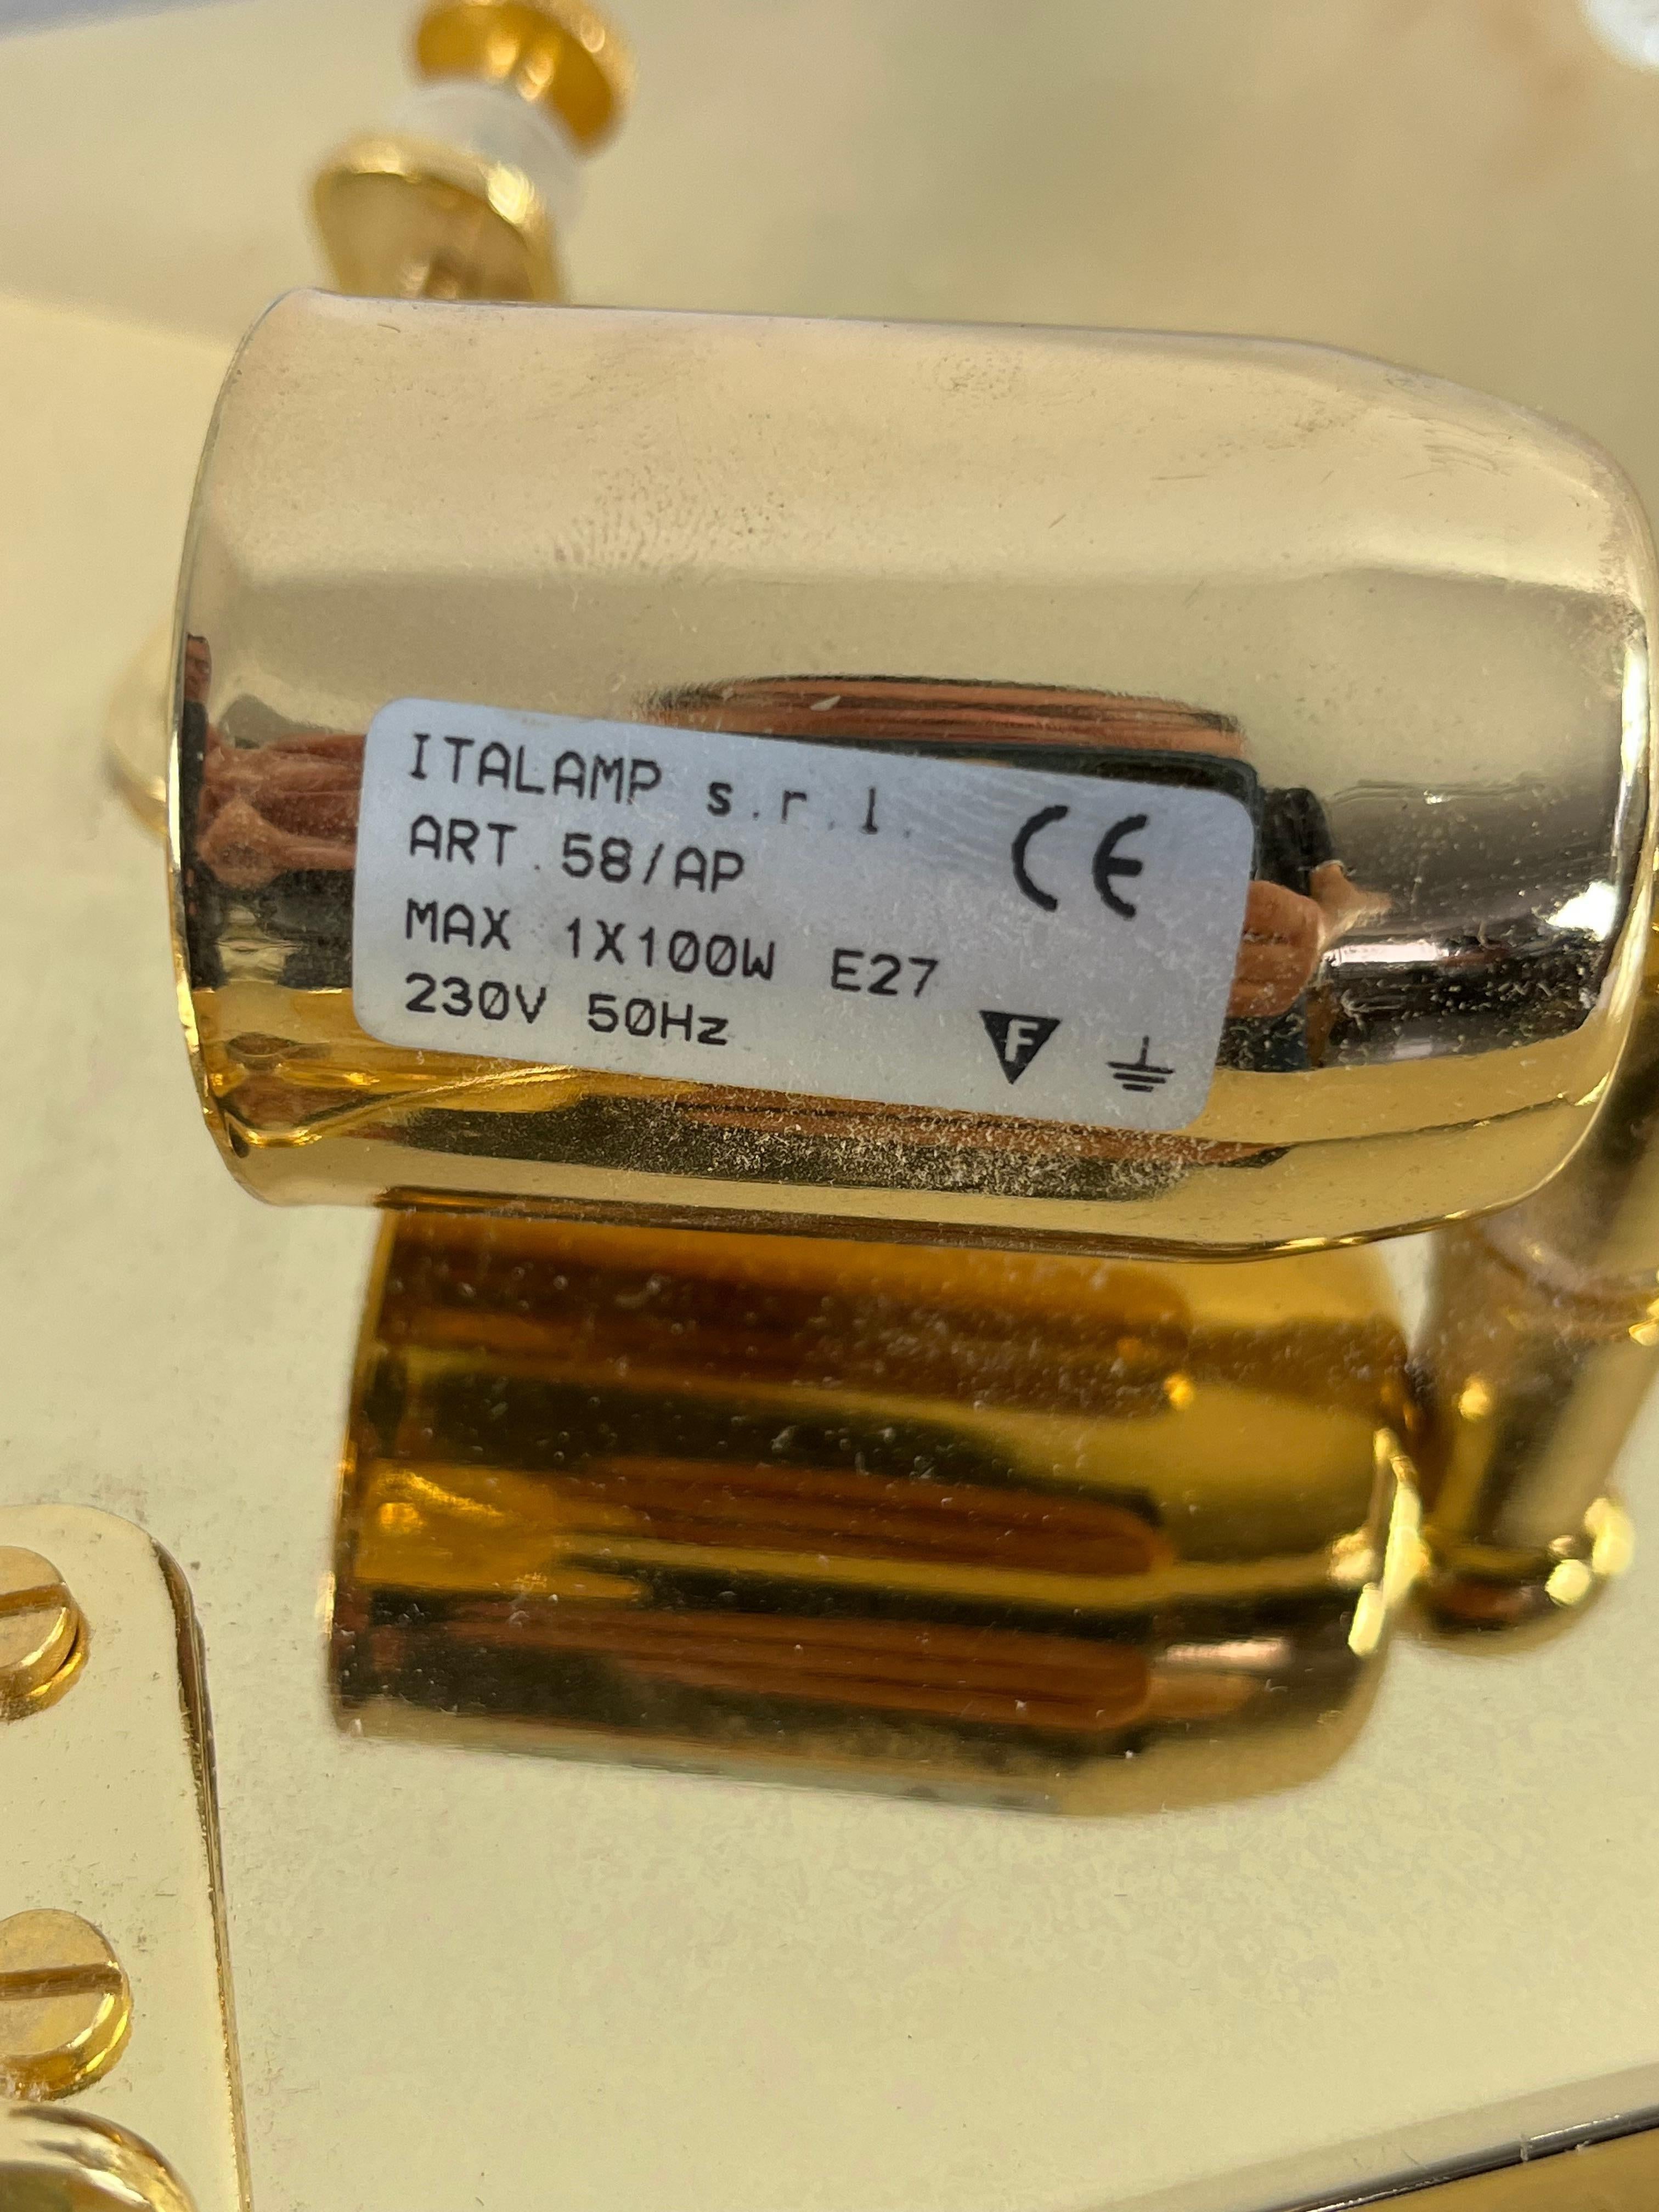 ITALAMP s.r.l.
CE
ART. 58/AP
MAX 1X100W E27
230V 50Hz
F